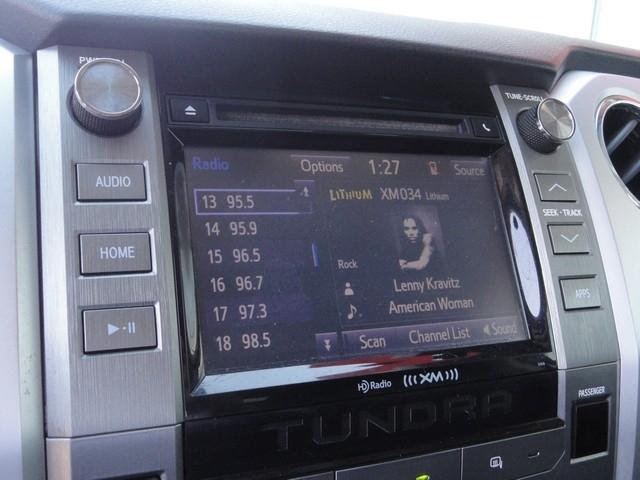 TUNE·SCROLL
Radio Options 1:27 Source
13 95.5
14 95.9
15 96.5
16 96.7
17 97.3
18 98.5
LITHIUM XM034 Lithium
Rock
Lenny Kravitz
American Woman
Scan Channel List Sound
AUDIO
HOME
SEEK·TRACK
APPS
HD Radio ((( XM )))
TUNDRA
PASSENGER